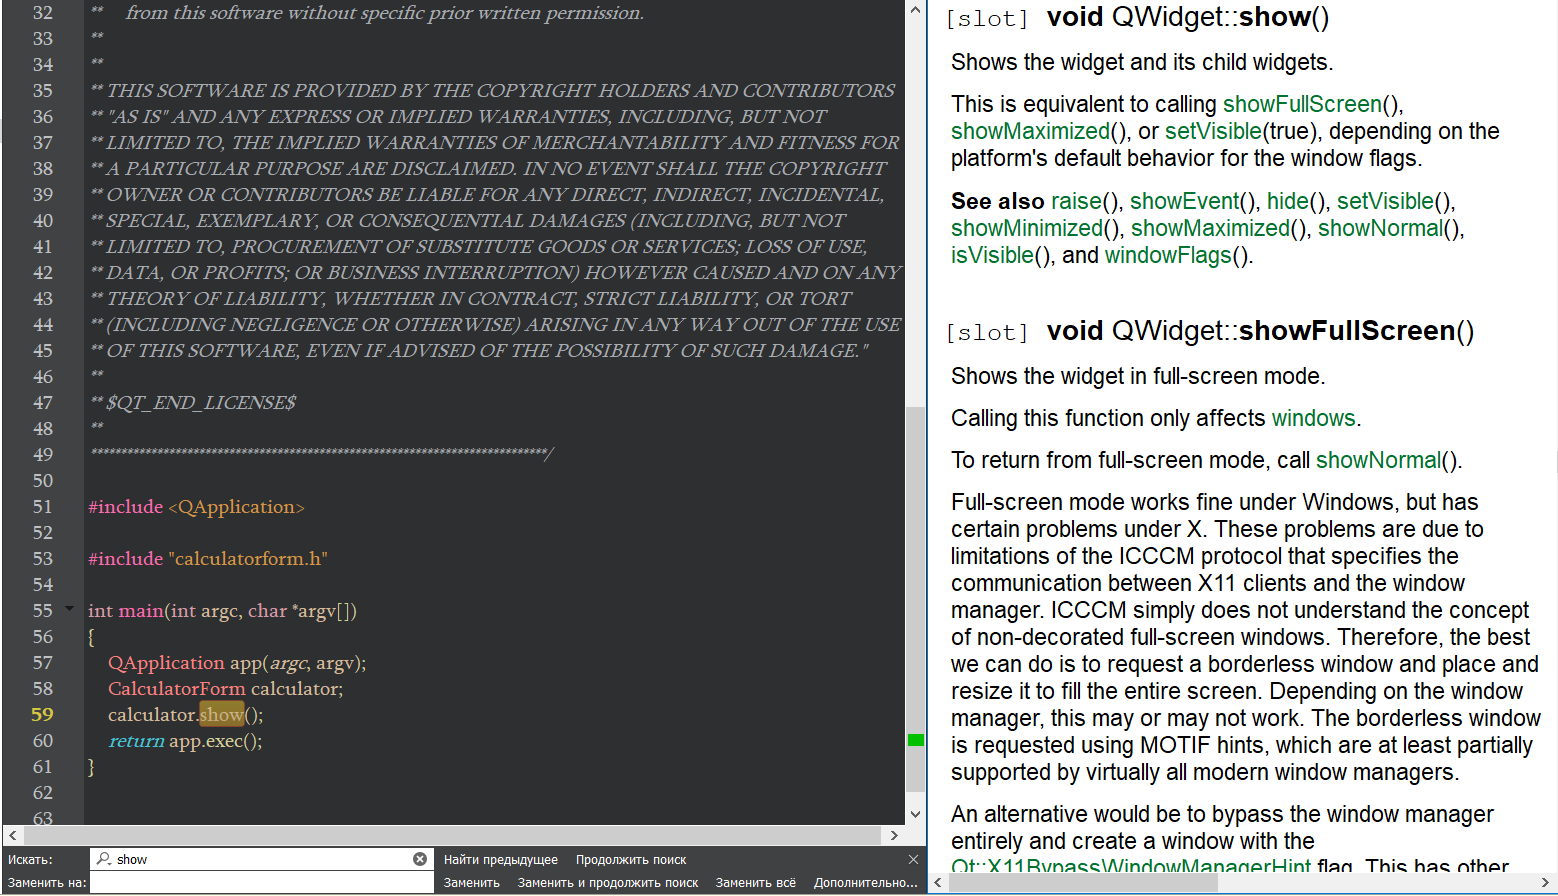 32 **    from this software without specific prior written permission.
33 **
34 **
35 ** THIS SOFTWARE IS PROVIDED BY THE COPYRIGHT HOLDERS AND CONTRIBUTORS
36 ** "AS IS" AND ANY EXPRESS OR IMPLIED WARRANTIES, INCLUDING, BUT NOT
37 ** LIMITED TO, THE IMPLIED WARRANTIES OF MERCHANTABILITY AND FITNESS FOR
38 ** A PARTICULAR PURPOSE ARE DISCLAIMED. IN NO EVENT SHALL THE COPYRIGHT
39 ** OWNER OR CONTRIBUTORS BE LIABLE FOR ANY DIRECT, INDIRECT, INCIDENTAL,
40 ** SPECIAL, EXEMPLARY, OR CONSEQUENTIAL DAMAGES (INCLUDING, BUT NOT
41 ** LIMITED TO, PROCUREMENT OF SUBSTITUTE GOODS OR SERVICES; LOSS OF USE,
42 ** DATA, OR PROFITS; OR BUSINESS INTERRUPTION) HOWEVER CAUSED AND ON ANY
43 ** THEORY OF LIABILITY, WHETHER IN CONTRACT, STRICT LIABILITY, OR TORT
44 ** (INCLUDING NEGLIGENCE OR OTHERWISE) ARISING IN ANY WAY OUT OF THE USE
45 ** OF THIS SOFTWARE, EVEN IF ADVISED OF THE POSSIBILITY OF SUCH DAMAGE."
46 **
47 ** $QT_END_LICENSE$
48 **
49 ****************************************************************************/
50
51 #include <QApplication>
52
53 #include "calculatorform.h"
54
55 int main(int argc, char *argv[])
56 {
57     QApplication app(argc, argv);
58     CalculatorForm calculator;
59     calculator.show();
60     return app.exec();
61 }
62
63
Искать: show Найти предыдущее Продолжить поиск
Заменить на: Заменить Заменить и продолжить поиск Заменить всё Дополнительно...
[slot] void QWidget::show()
Shows the widget and its child widgets.
This is equivalent to calling showFullScreen(),
showMaximized(), or setVisible(true), depending on the
platform's default behavior for the window flags.
See also raise(), showEvent(), hide(), setVisible(),
showMinimized(), showMaximized(), showNormal(),
isVisible(), and windowFlags().
[slot] void QWidget::showFullScreen()
Shows the widget in full-screen mode.
Calling this function only affects windows.
To return from full-screen mode, call showNormal().
Full-screen mode works fine under Windows, but has
certain problems under X. These problems are due to
limitations of the ICCCM protocol that specifies the
communication between X11 clients and the window
manager. ICCCM simply does not understand the concept
of non-decorated full-screen windows. Therefore, the best
we can do is to request a borderless window and place and
resize it to fill the entire screen. Depending on the window
manager, this may or may not work. The borderless window
is requested using MOTIF hints, which are at least partially
supported by virtually all modern window managers.
An alternative would be to bypass the window manager
entirely and create a window with the
Qt::X11BypassWindowManagerHint flag. This has other